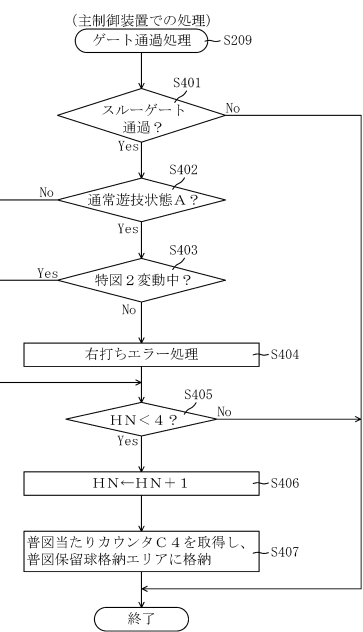 (主制御装置での処理)
ゲート通過処理
S209
S401
スルーゲート
通過？
No
Yes
S402
通常遊技状態Ａ？
No
Yes
S403
特図２変動中？
Yes
No
右打ちエラー処理
S404
S405
ＨＮ＜４？
No
Yes
ＨＮ←ＨＮ＋１
S406
普図当たりカウンタＣ４を取得し、
普図保留球格納エリアに格納
S407
終了